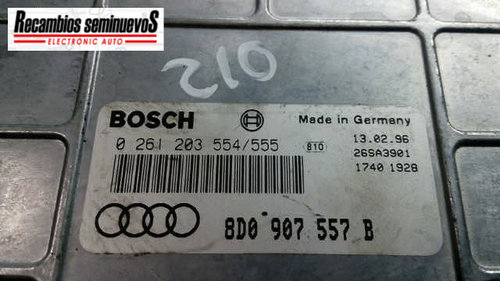 Recambios seminuevoS
ELECTRÓNIC AUTO
210
BOSCH
Made in Germany
0 261 203 554/555
810
13.02.96
26SA3901
1740 1928
8D0 907 557 B